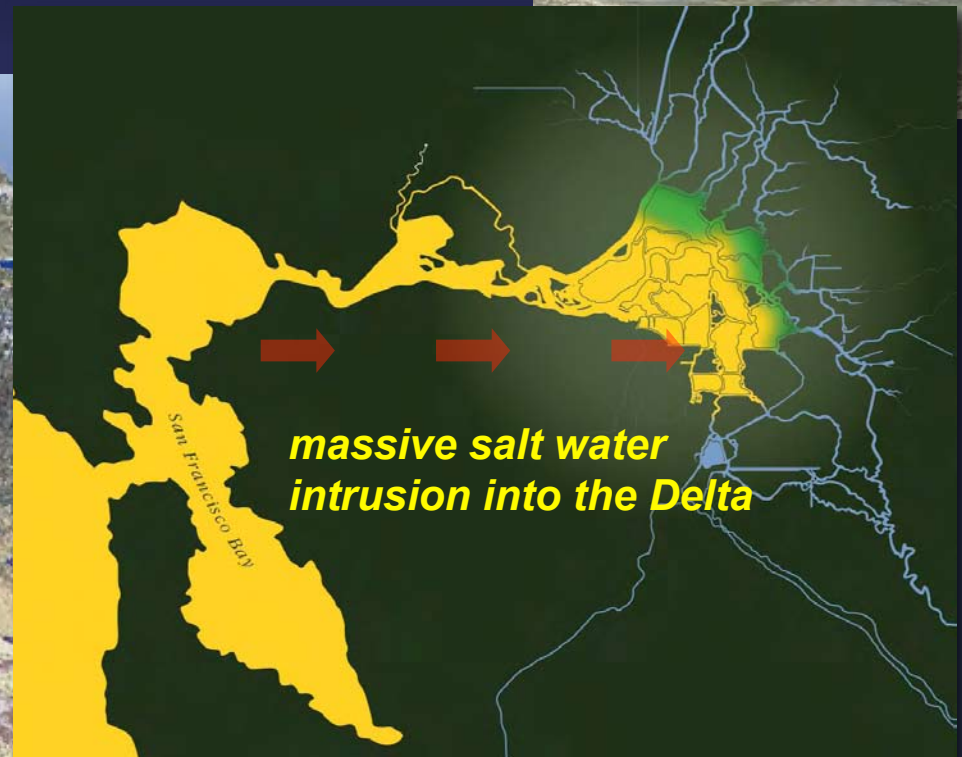 San Francisco Bay
massive salt water
intrusion into the Delta